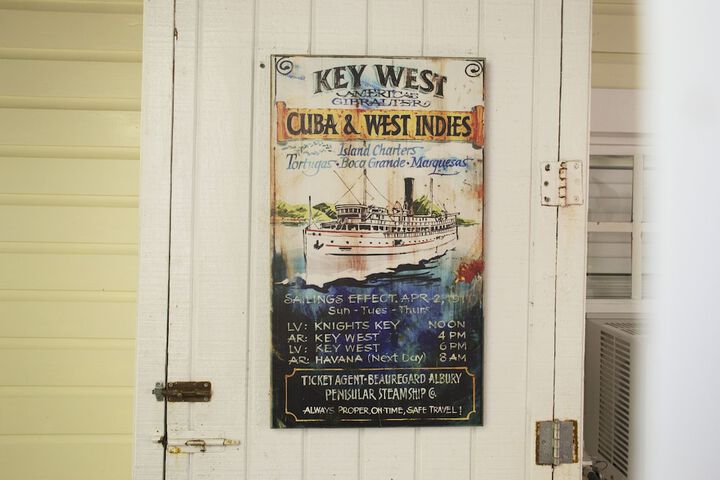 KEY WEST
AMERICA'S
GIBRALTER
CUBA & WEST INDIES
Island Charters
Tortugas • Boca Grande • Marquesas
SAILINGS EFFECT. APR 2,
Sun - Tues - Thurs
LV: KNIGHTS KEY NOON
AR: KEY WEST 4 PM
LV: KEY WEST 6 PM
AR: HAVANA (Next Day) 8 AM
TICKET AGENT-BEAUREGARD ALBURY
PENISULAR STEAMSHIP Co.
ALWAYS PROPER, ON-TIME, SAFE TRAVEL!